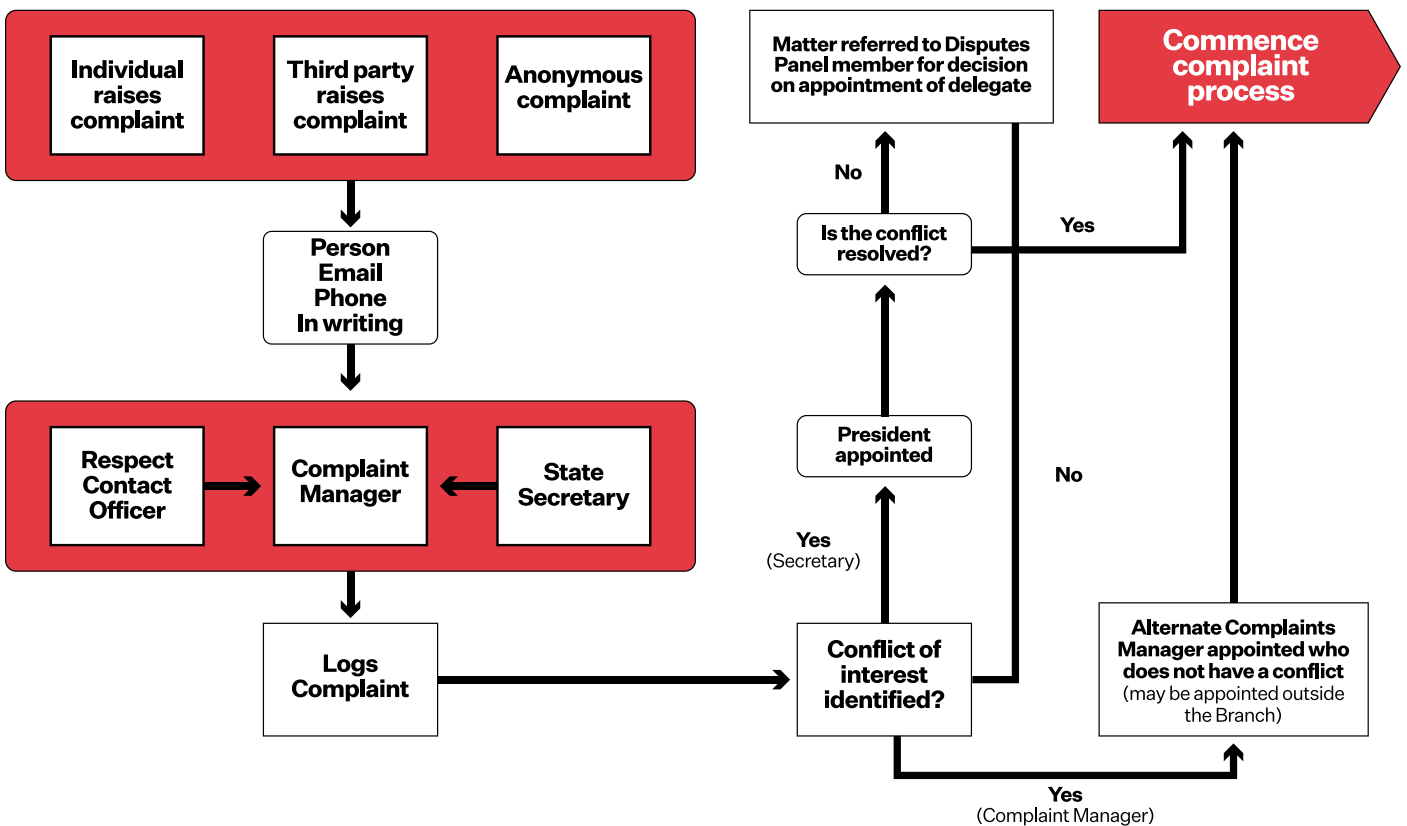 Individual
raises
complaint
Third party
raises
complaint
Anonymous
complaint
Person
Email
Phone
In writing
Respect
Contact
Officer
Complaint
Manager
State
Secretary
Logs
Complaint
Matter referred to Disputes
Panel member for decision
on appointment of delegate
Commence
complaint
process
No
Is the conflict
resolved?
Yes
President
appointed
No
Yes
(Secretary)
Conflict of
interest
identified?
Alternate Complaints
Manager appointed who
does not have a conflict
(may be appointed outside
the Branch)
Yes
(Complaint Manager)